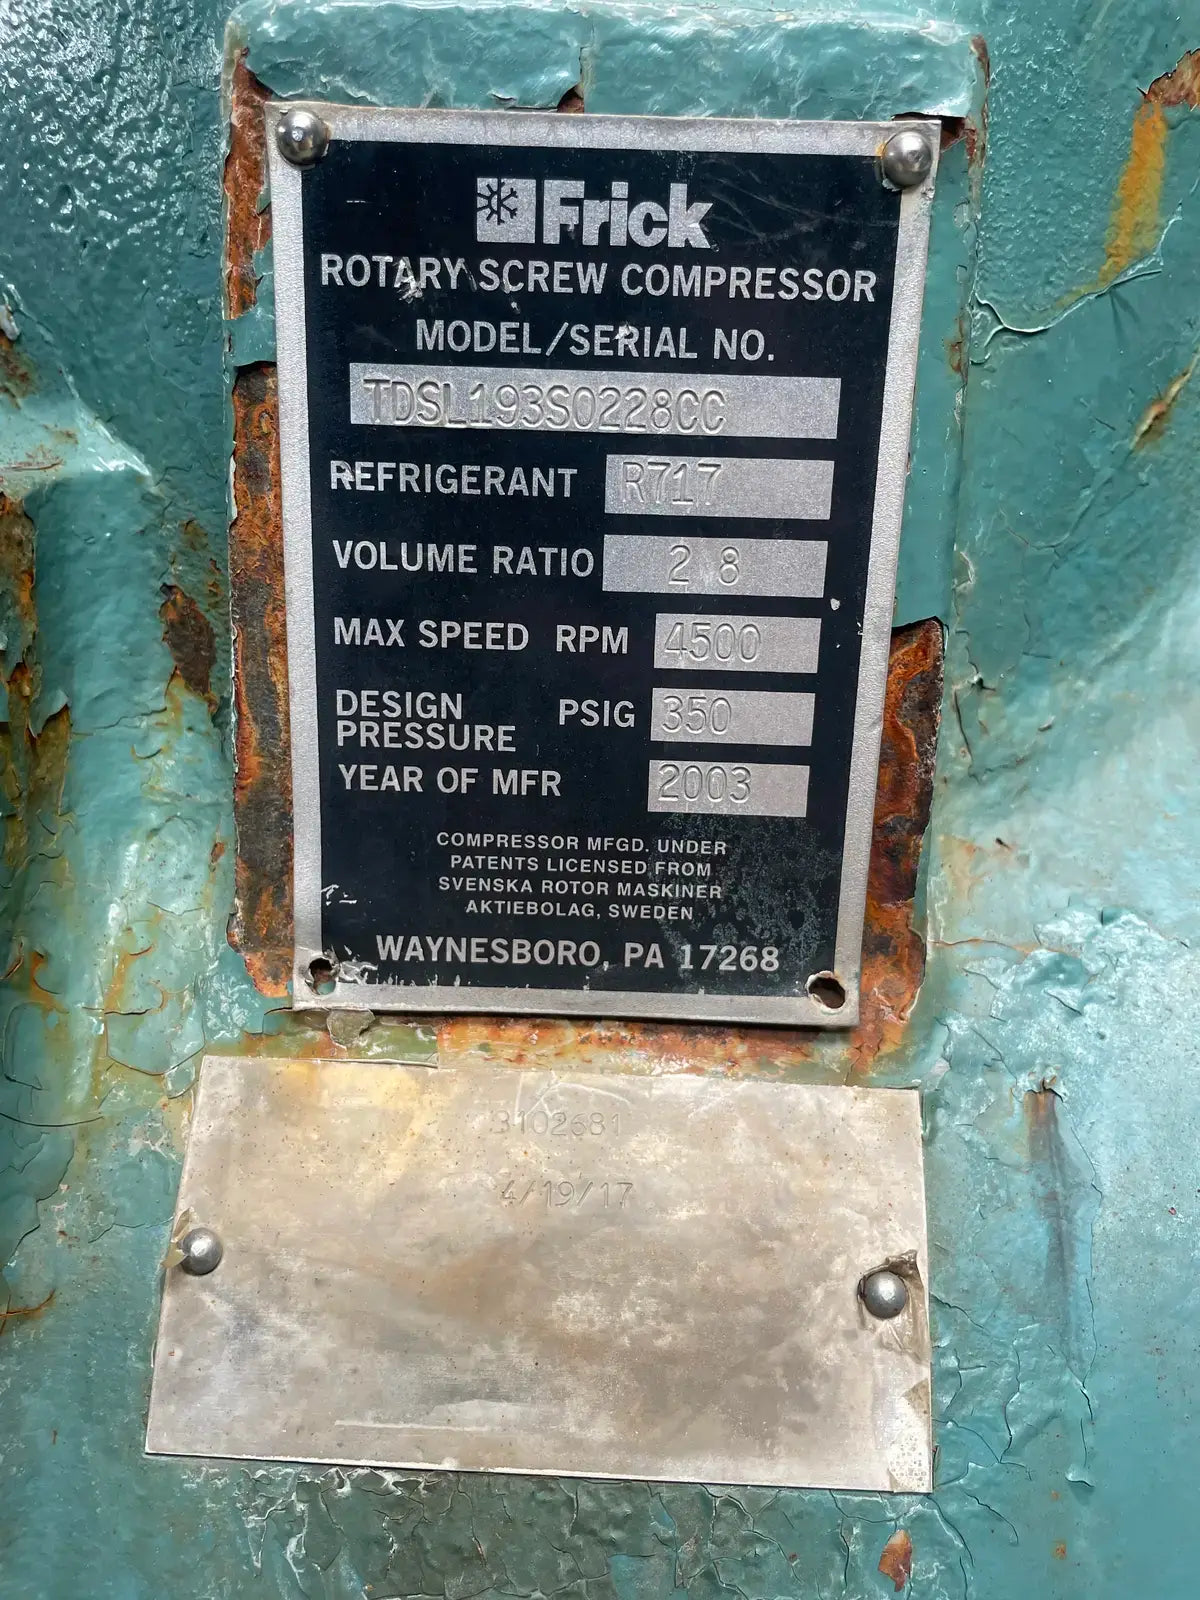 Frick
ROTARY SCREW COMPRESSOR
MODEL/SERIAL NO.
TDSL193S0228CC
REFRIGERANT R717
VOLUME RATIO 2 8
MAX SPEED RPM 4500
DESIGN PRESSURE PSIG 350
YEAR OF MFR 2003
COMPRESSOR MFGD. UNDER
PATENTS LICENSED FROM
SVENSKA ROTOR MASKINER
AKTIEBOLAG, SWEDEN
WAYNESBORO, PA 17268
3102681
4/19/17